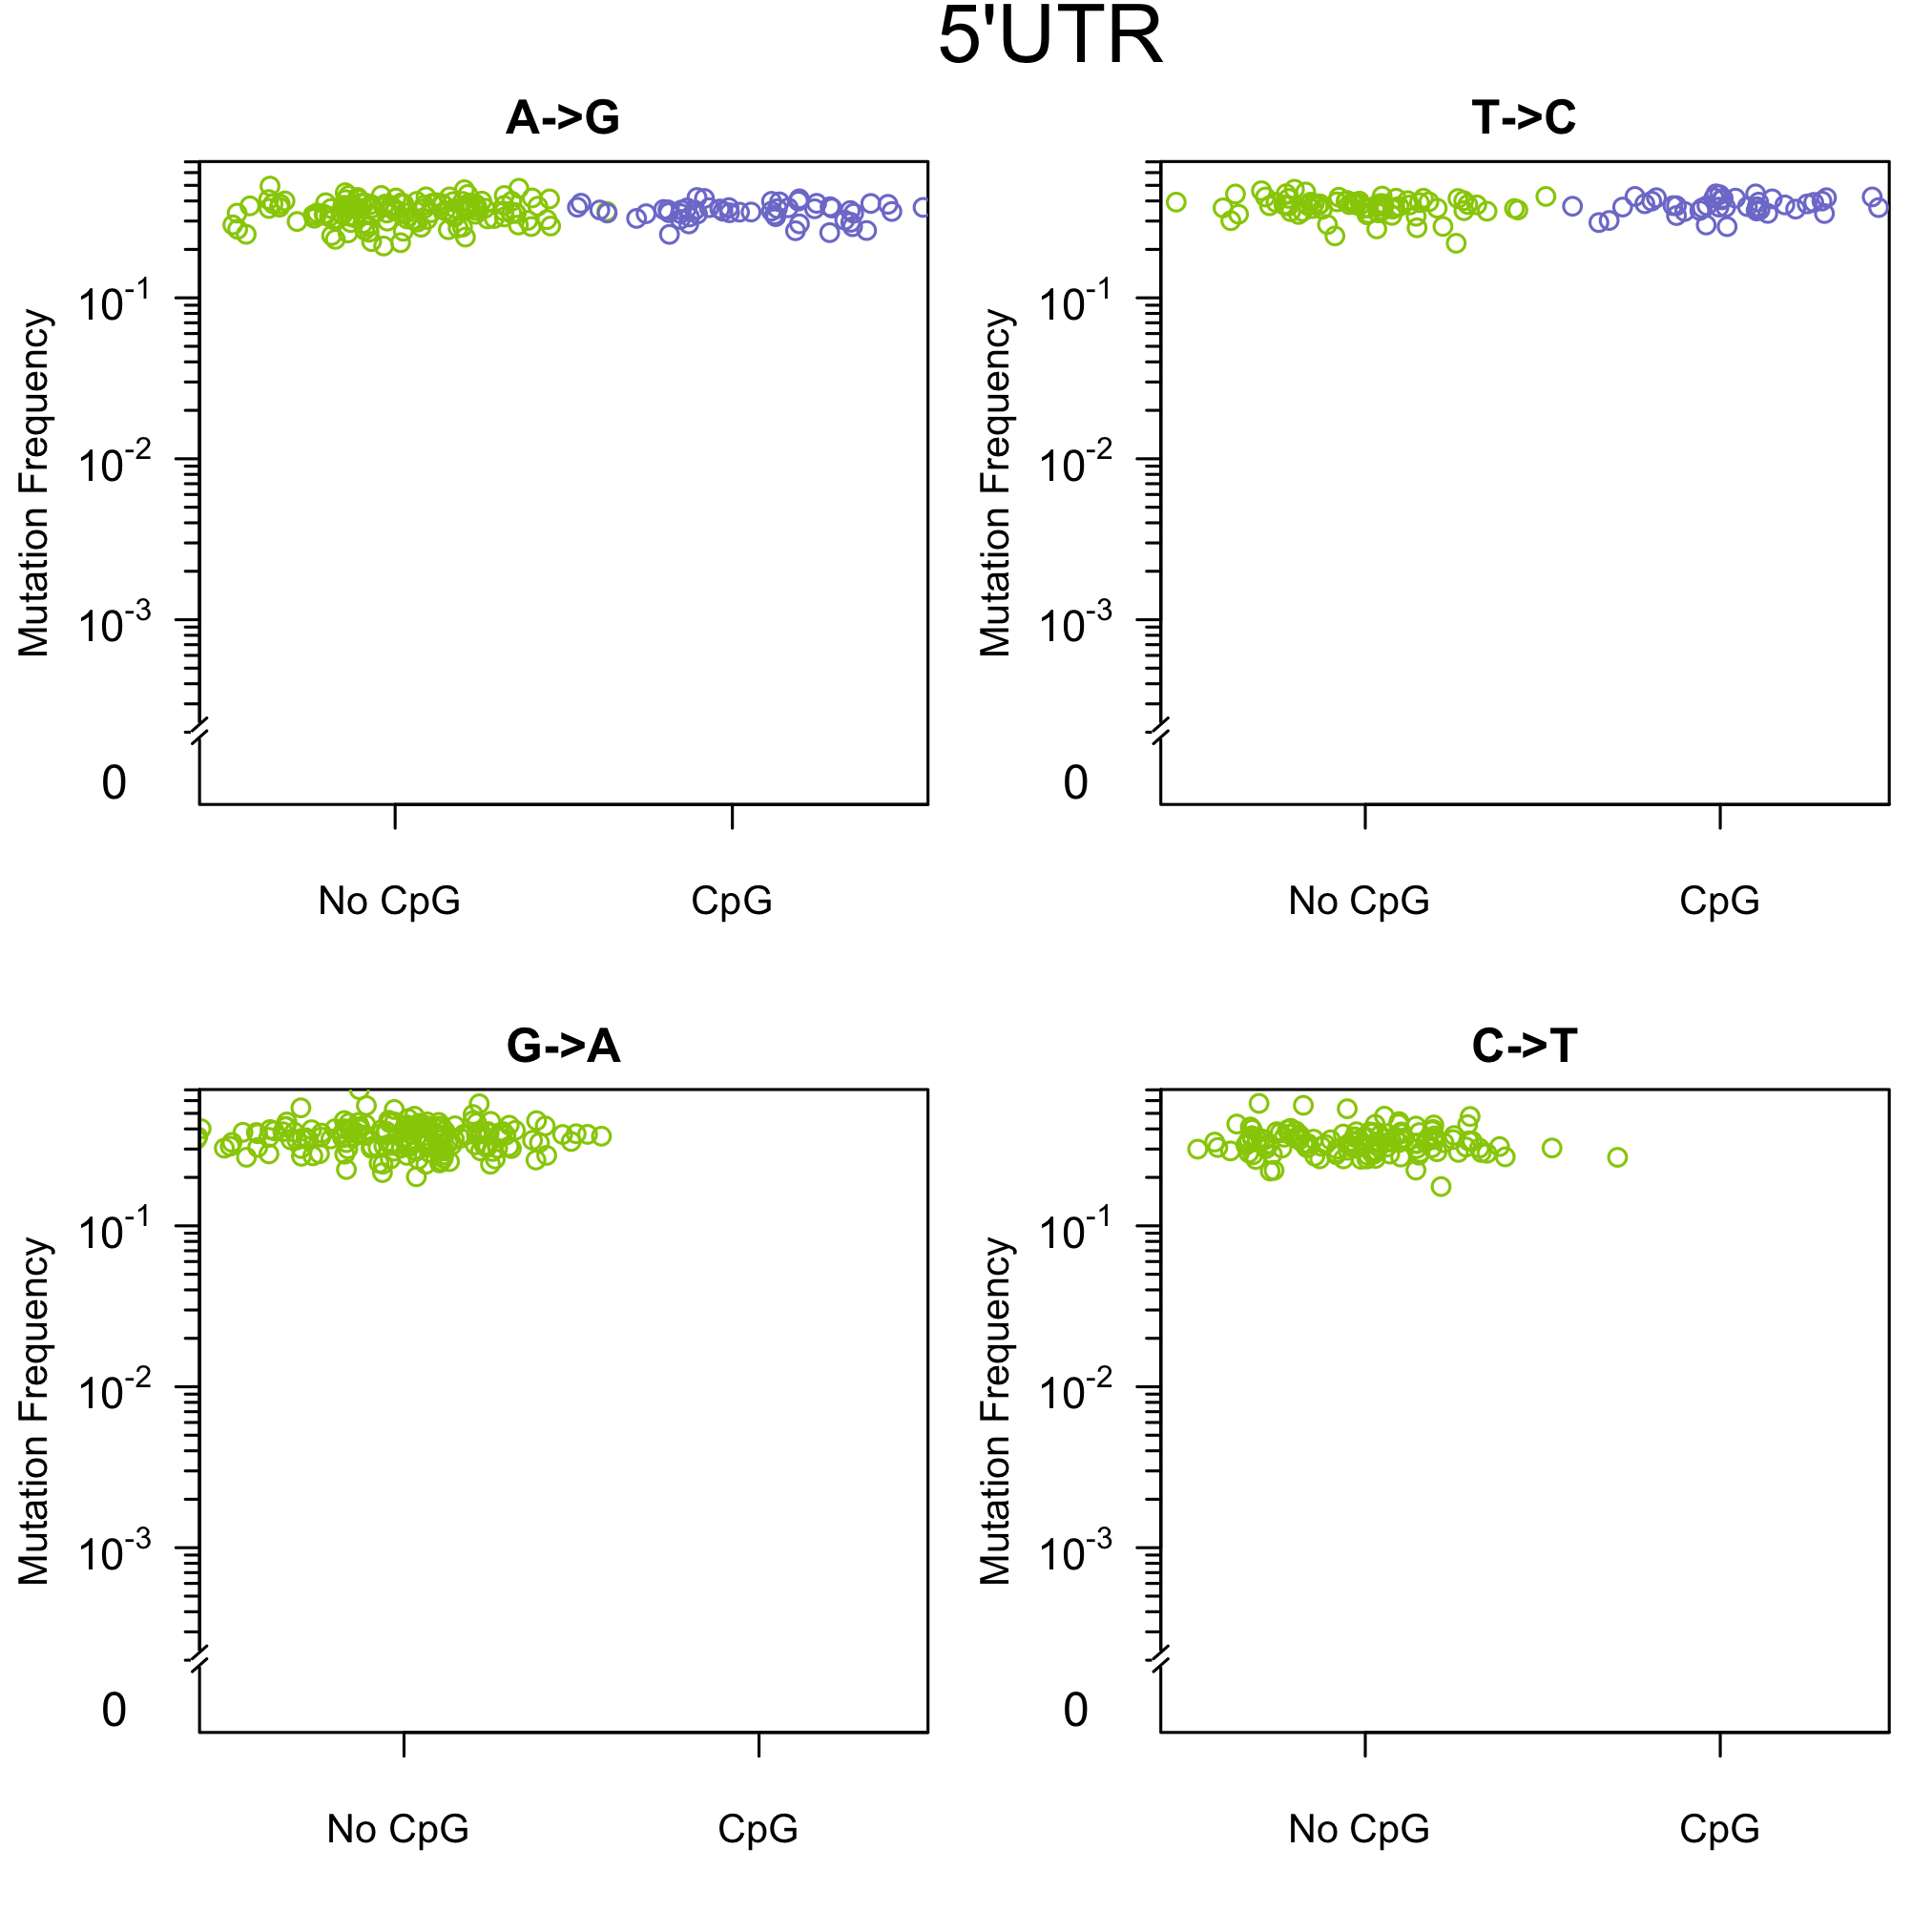 5'UTR
A->G
T->C
Mutation Frequency
10-1
10-2
10-3
0
No CpG CpG
Mutation Frequency
10-1
10-2
10-3
0
No CpG CpG
G->A
C->T
Mutation Frequency
10-1
10-2
10-3
0
No CpG CpG
Mutation Frequency
10-1
10-2
10-3
0
No CpG CpG